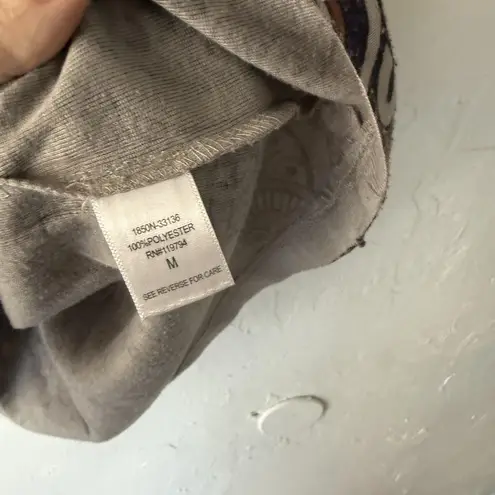 1850N-33136
100%POLYESTER
RN#119794
M
SEE REVERSE FOR CARE